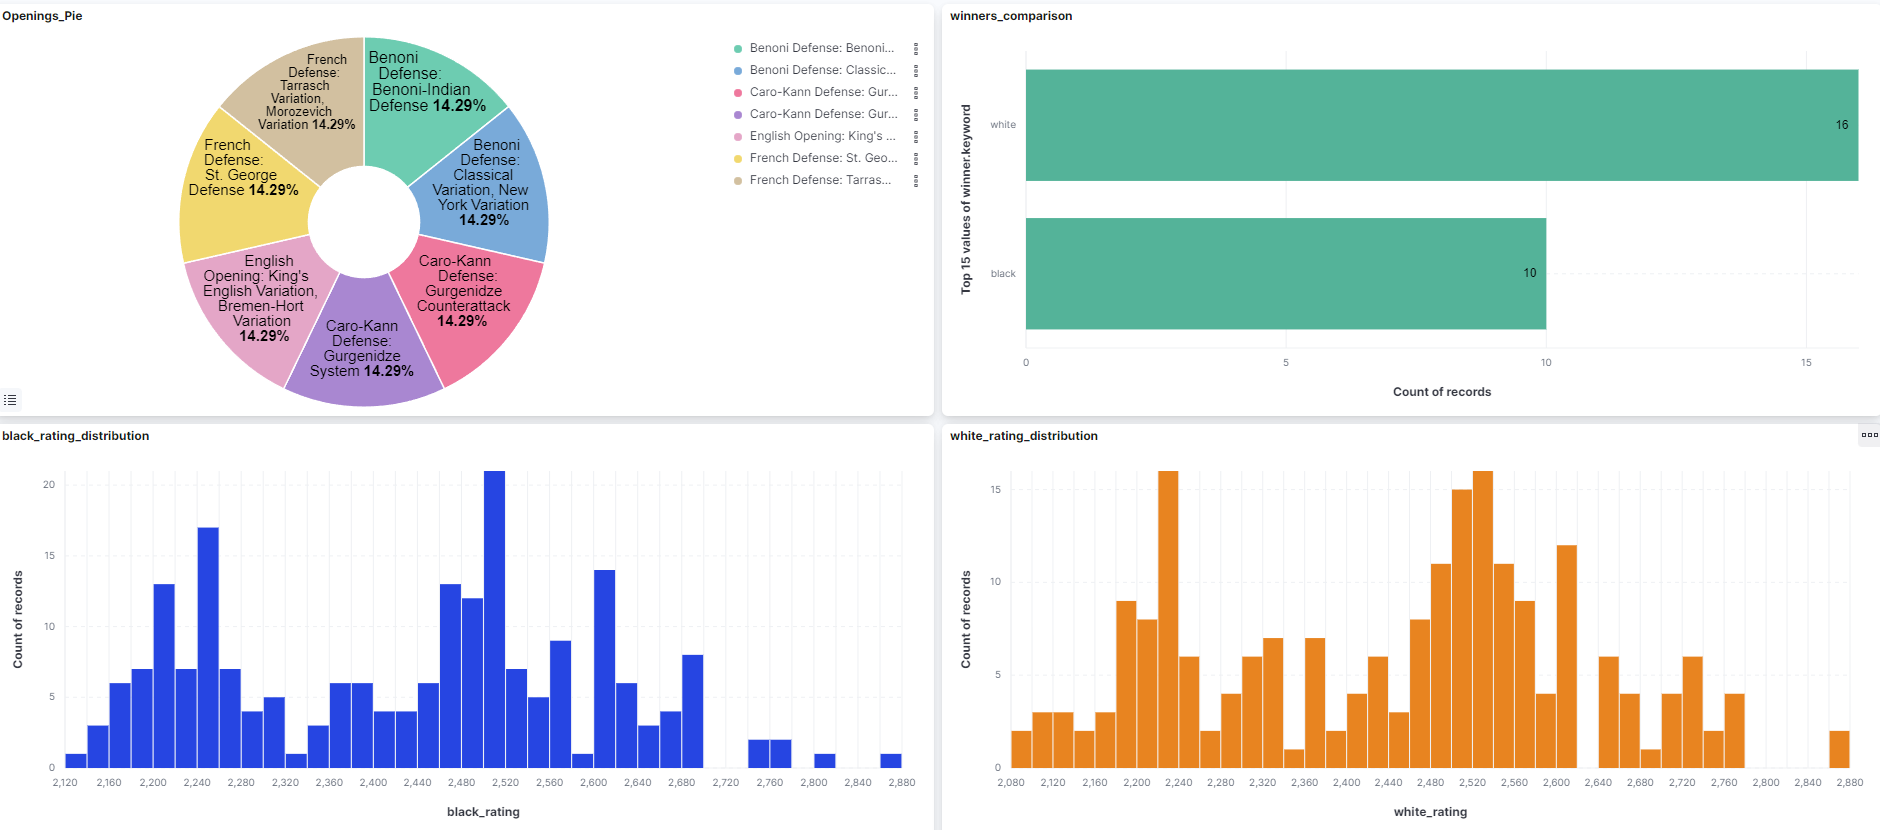 Openings_Pie
Benoni
Defense:
Benoni-Indian
Defense 14.29%
Benoni
Defense:
Classical
Variation, New
York Variation
14.29%
Caro-Kann
Defense:
Gurgenidze
Counterattack
14.29%
Caro-Kann
Defense:
Gurgenidze
System 14.29%
English
Opening: King's
English Variation,
Bremen-Hort
Variation
14.29%
French
Defense:
St. George
Defense 14.29%
French
Defense:
Tarrasch
Variation,
Morozevich
Variation 14.29%
Benoni Defense: Benoni...
Benoni Defense: Classic...
Caro-Kann Defense: Gur...
Caro-Kann Defense: Gur...
English Opening: King's ...
French Defense: St. Geo...
French Defense: Tarras...
winners_comparison
Top 15 values of winner.keyword
white
16
black
10
0 5 10 15
Count of records
black_rating_distribution
Count of records
20
15
10
5
0
2,120 2,160 2,200 2,240 2,280 2,320 2,360 2,400 2,440 2,480 2,520 2,560 2,600 2,640 2,680 2,720 2,760 2,800 2,840 2,880
black_rating
white_rating_distribution
Count of records
15
10
5
0
2,080 2,120 2,160 2,200 2,240 2,280 2,320 2,360 2,400 2,440 2,480 2,520 2,560 2,600 2,640 2,680 2,720 2,760 2,800 2,840 2,880
white_rating